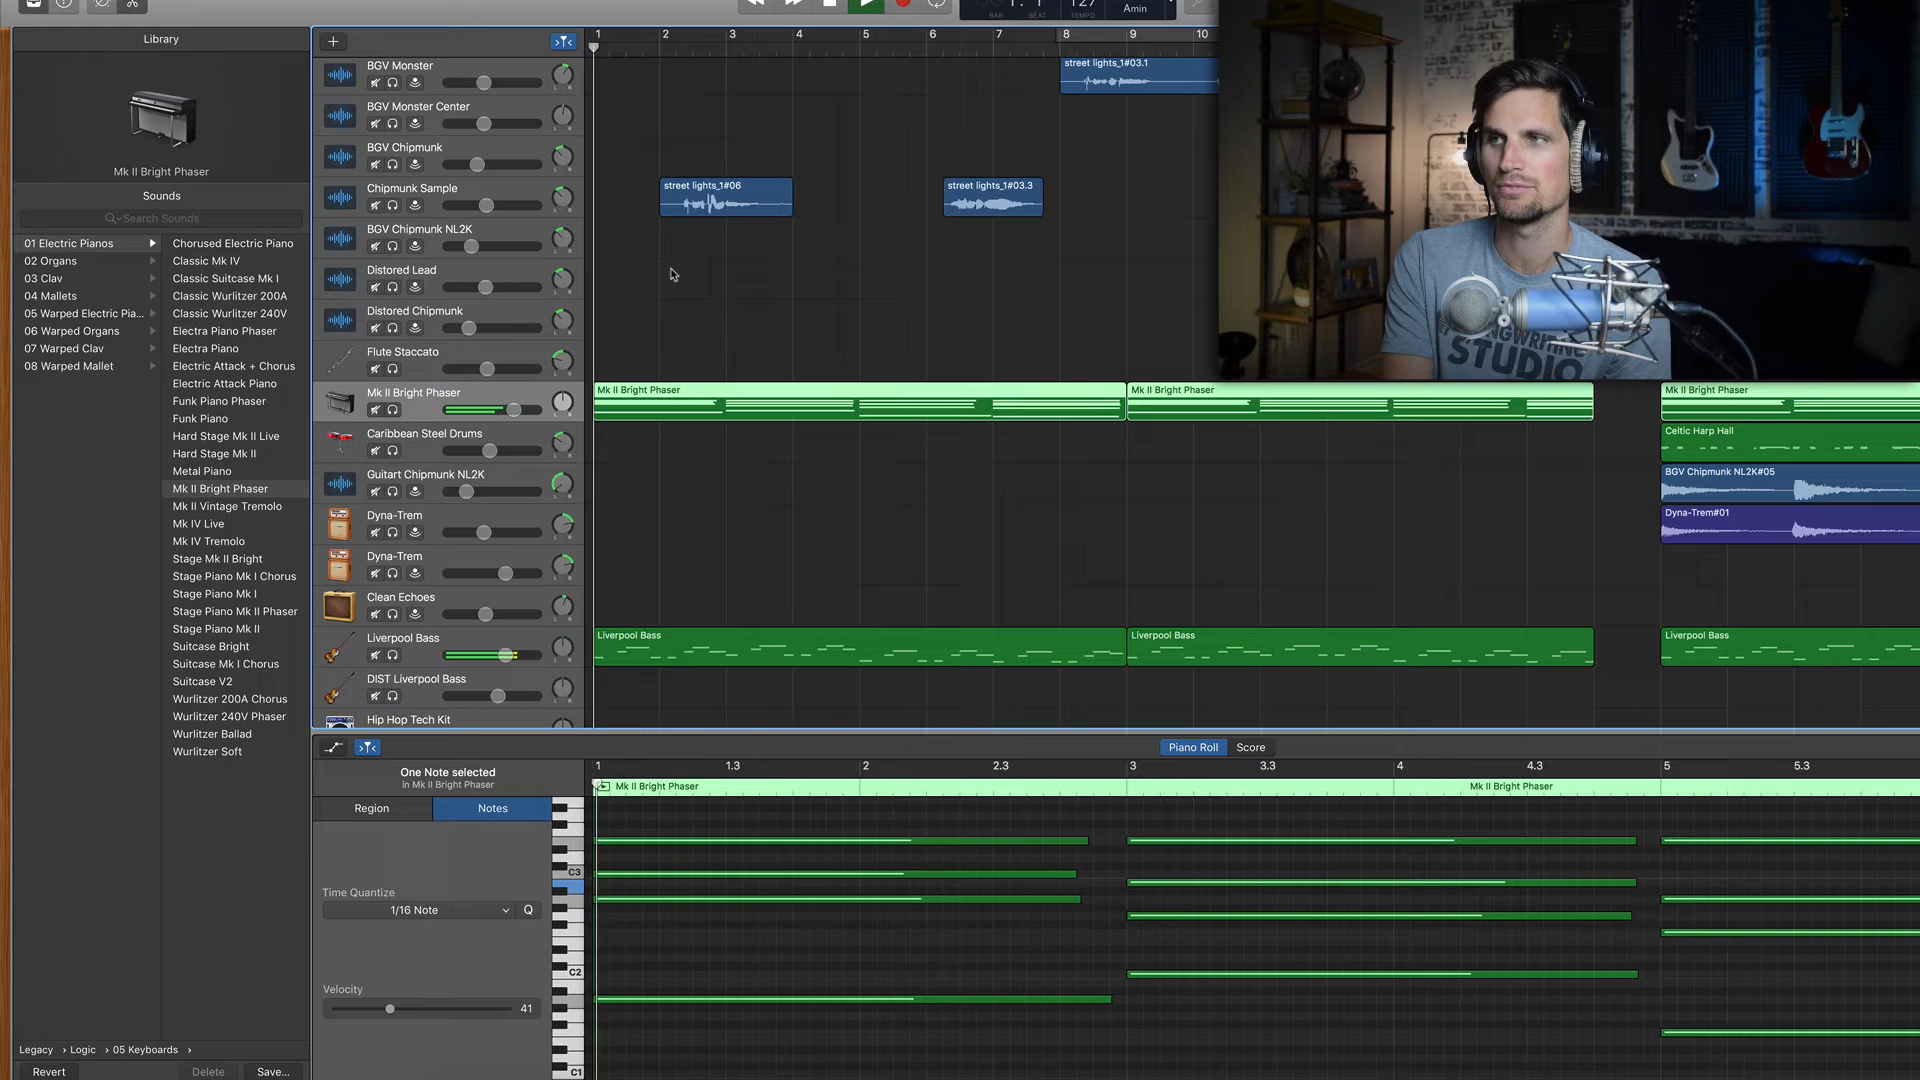 BAR
BEAT
127
TEMPO
Amin
Library
Mk II Bright Phaser
Sounds
Search Sounds
01 Electric Pianos
02 Organs
03 Clav
04 Mallets
05 Warped Electric Pia...
06 Warped Organs
07 Warped Clav
08 Warped Mallet
Chorused Electric Piano
Classic Mk IV
Classic Suitcase Mk I
Classic Wurlitzer 200A
Classic Wurlitzer 240V
Electra Piano Phaser
Electra Piano
Electric Attack + Chorus
Electric Attack Piano
Funk Piano Phaser
Funk Piano
Hard Stage Mk II Live
Hard Stage Mk II
Metal Piano
Mk II Bright Phaser
Mk II Vintage Tremolo
Mk IV Live
Mk IV Tremolo
Stage Mk II Bright
Stage Piano Mk I Chorus
Stage Piano Mk I
Stage Piano Mk II Phaser
Stage Piano Mk II
Suitcase Bright
Suitcase Mk I Chorus
Suitcase V2
Wurlitzer 200A Chorus
Wurlitzer 240V Phaser
Wurlitzer Ballad
Wurlitzer Soft
Legacy > Logic > 05 Keyboards >
Revert
Delete
Save...
1 2 3 4 5 6 7 8 9 10
BGV Monster
BGV Monster Center
BGV Chipmunk
Chipmunk Sample
BGV Chipmunk NL2K
Distored Lead
Distored Chipmunk
Flute Staccato
Mk II Bright Phaser
Caribbean Steel Drums
Guitart Chipmunk NL2K
Dyna-Trem
Dyna-Trem
Clean Echoes
Liverpool Bass
DIST Liverpool Bass
Hip Hop Tech Kit
street lights_1#03.1
street lights_1#06
street lights_1#03.3
Mk II Bright Phaser
Mk II Bright Phaser
Mk II Bright Phaser
Celtic Harp Hall
BGV Chipmunk NL2K#05
Dyna-Trem#01
Liverpool Bass
Liverpool Bass
Liverpool Bass
SONGWRITING
STUDIO
Piano Roll
Score
One Note selected
in Mk II Bright Phaser
Region
Notes
Time Quantize
1/16 Note
Q
Velocity
41
1 1.3 2 2.3 3 3.3 4 4.3 5 5.3
Mk II Bright Phaser
Mk II Bright Phaser
C3
C2
C1